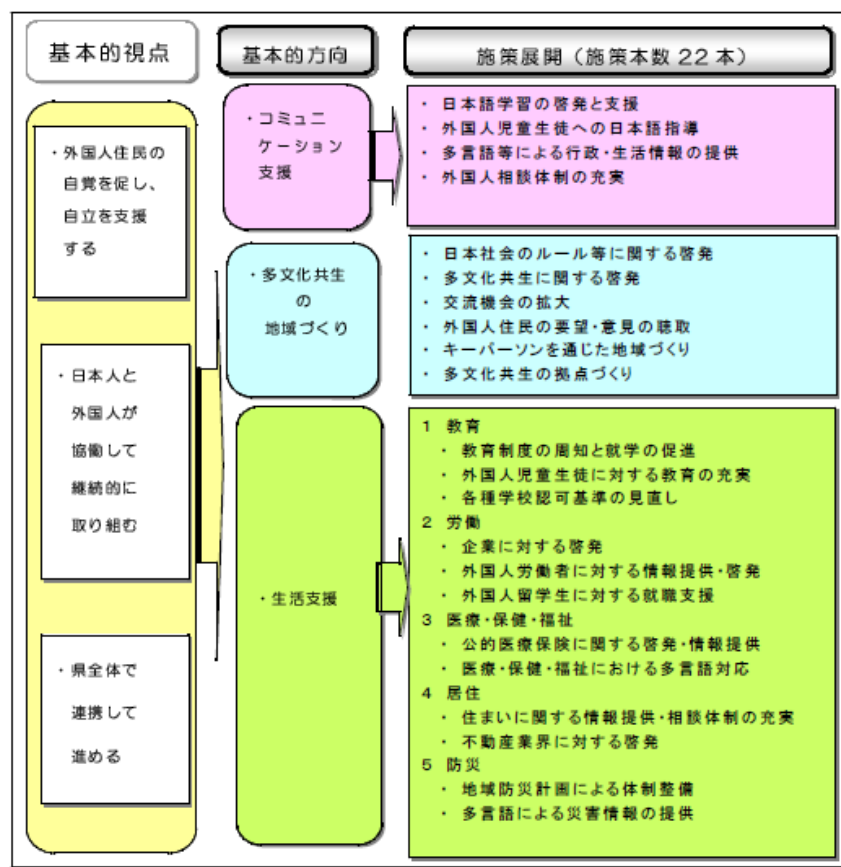 基本的視点
・外国人住民の
自覚を促し、
自立を支援
する
・日本人と
外国人が
協働して
継続的に
取り組む
・県全体で
連携して
進める
基本的方向
・コミュニ
ケーション
支援
・多文化共生
の
地域づくり
・生活支援
施策展開（施策本数 22 本）
・ 日本語学習の啓発と支援
・ 外国人児童生徒への日本語指導
・ 多言語等による行政・生活情報の提供
・ 外国人相談体制の充実
・ 日本社会のルール等に関する啓発
・ 多文化共生に関する啓発
・ 交流機会の拡大
・ 外国人住民の要望・意見の聴取
・ キーパーソンを通じた地域づくり
・ 多文化共生の拠点づくり
1 教育
・ 教育制度の周知と就学の促進
・ 外国人児童生徒に対する教育の充実
・ 各種学校認可基準の見直し
2 労働
・ 企業に対する啓発
・ 外国人労働者に対する情報提供・啓発
・ 外国人留学生に対する就職支援
3 医療・保健・福祉
・ 公的医療保険に関する啓発・情報提供
・ 医療・保健・福祉における多言語対応
4 居住
・ 住まいに関する情報提供・相談体制の充実
・ 不動産業界に対する啓発
5 防災
・ 地域防災計画による体制整備
・ 多言語による災害情報の提供